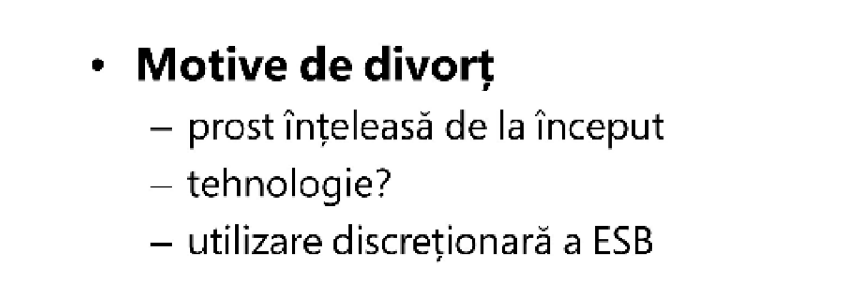 • Motive de divorț
– prost înțeleasă de la început
– tehnologie?
– utilizare discreționară a ESB